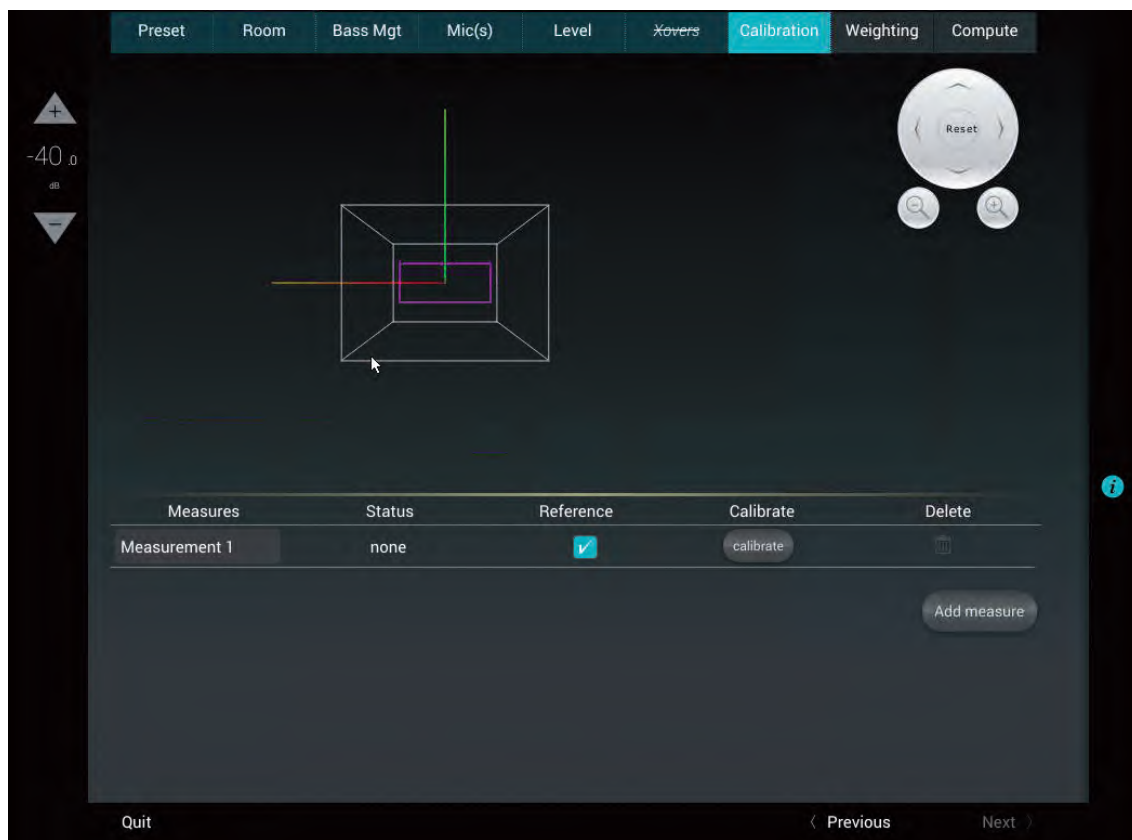 Preset Room Bass Mgt Mic(s) Level Xovers Calibration Weighting Compute
+
Reset
-40.0
dB
-
i
Measures Status Reference Calibrate Delete
Measurement 1 none ✔ calibrate
Add measure
Quit 〈 Previous Next 〉